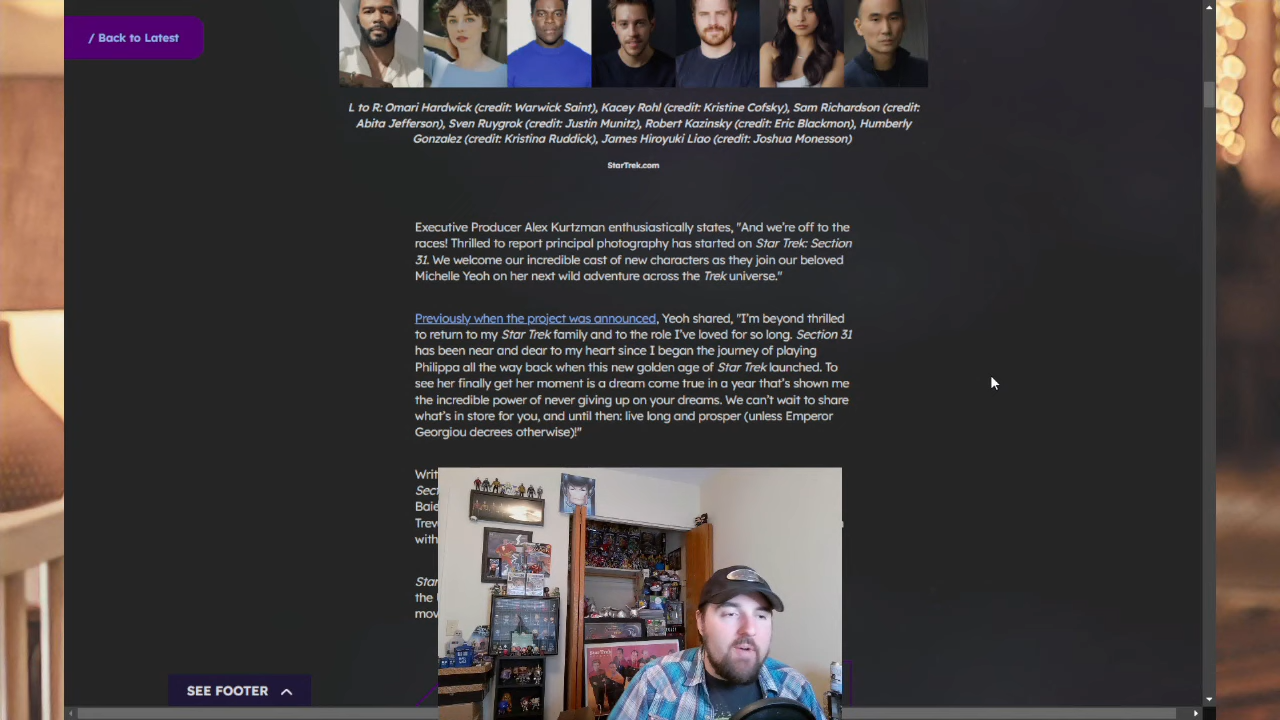 / Back to Latest
L to R: Omari Hardwick (credit: Warwick Saint), Kacey Rohl (credit: Kristine Cofsky), Sam Richardson (credit:
Abita Jefferson), Sven Ruygrok (credit: Justin Munitz), Robert Kazinsky (credit: Eric Blackmon), Humberly
Gonzalez (credit: Kristina Ruddick), James Hiroyuki Liao (credit: Joshua Monesson)
StarTrek.com
Executive Producer Alex Kurtzman enthusiastically states, "And we're off to the
races! Thrilled to report principal photography has started on Star Trek: Section
31. We welcome our incredible cast of new characters as they join our beloved
Michelle Yeoh on her next wild adventure across the Trek universe."
Previously when the project was announced, Yeoh shared, "I'm beyond thrilled
to return to my Star Trek family and to the role I've loved for so long. Section 31
has been near and dear to my heart since I began the journey of playing
Philippa all the way back when this new golden age of Star Trek launched. To
see her finally get her moment is a dream come true in a year that's shown me
the incredible power of never giving up on your dreams. We can't wait to share
what's in store for you, and until then: live long and prosper (unless Emperor
Georgiou decrees otherwise)!"
Writ
Sect
Baie
Trev
with
Star
the
mov
StarTrek
SEE FOOTER